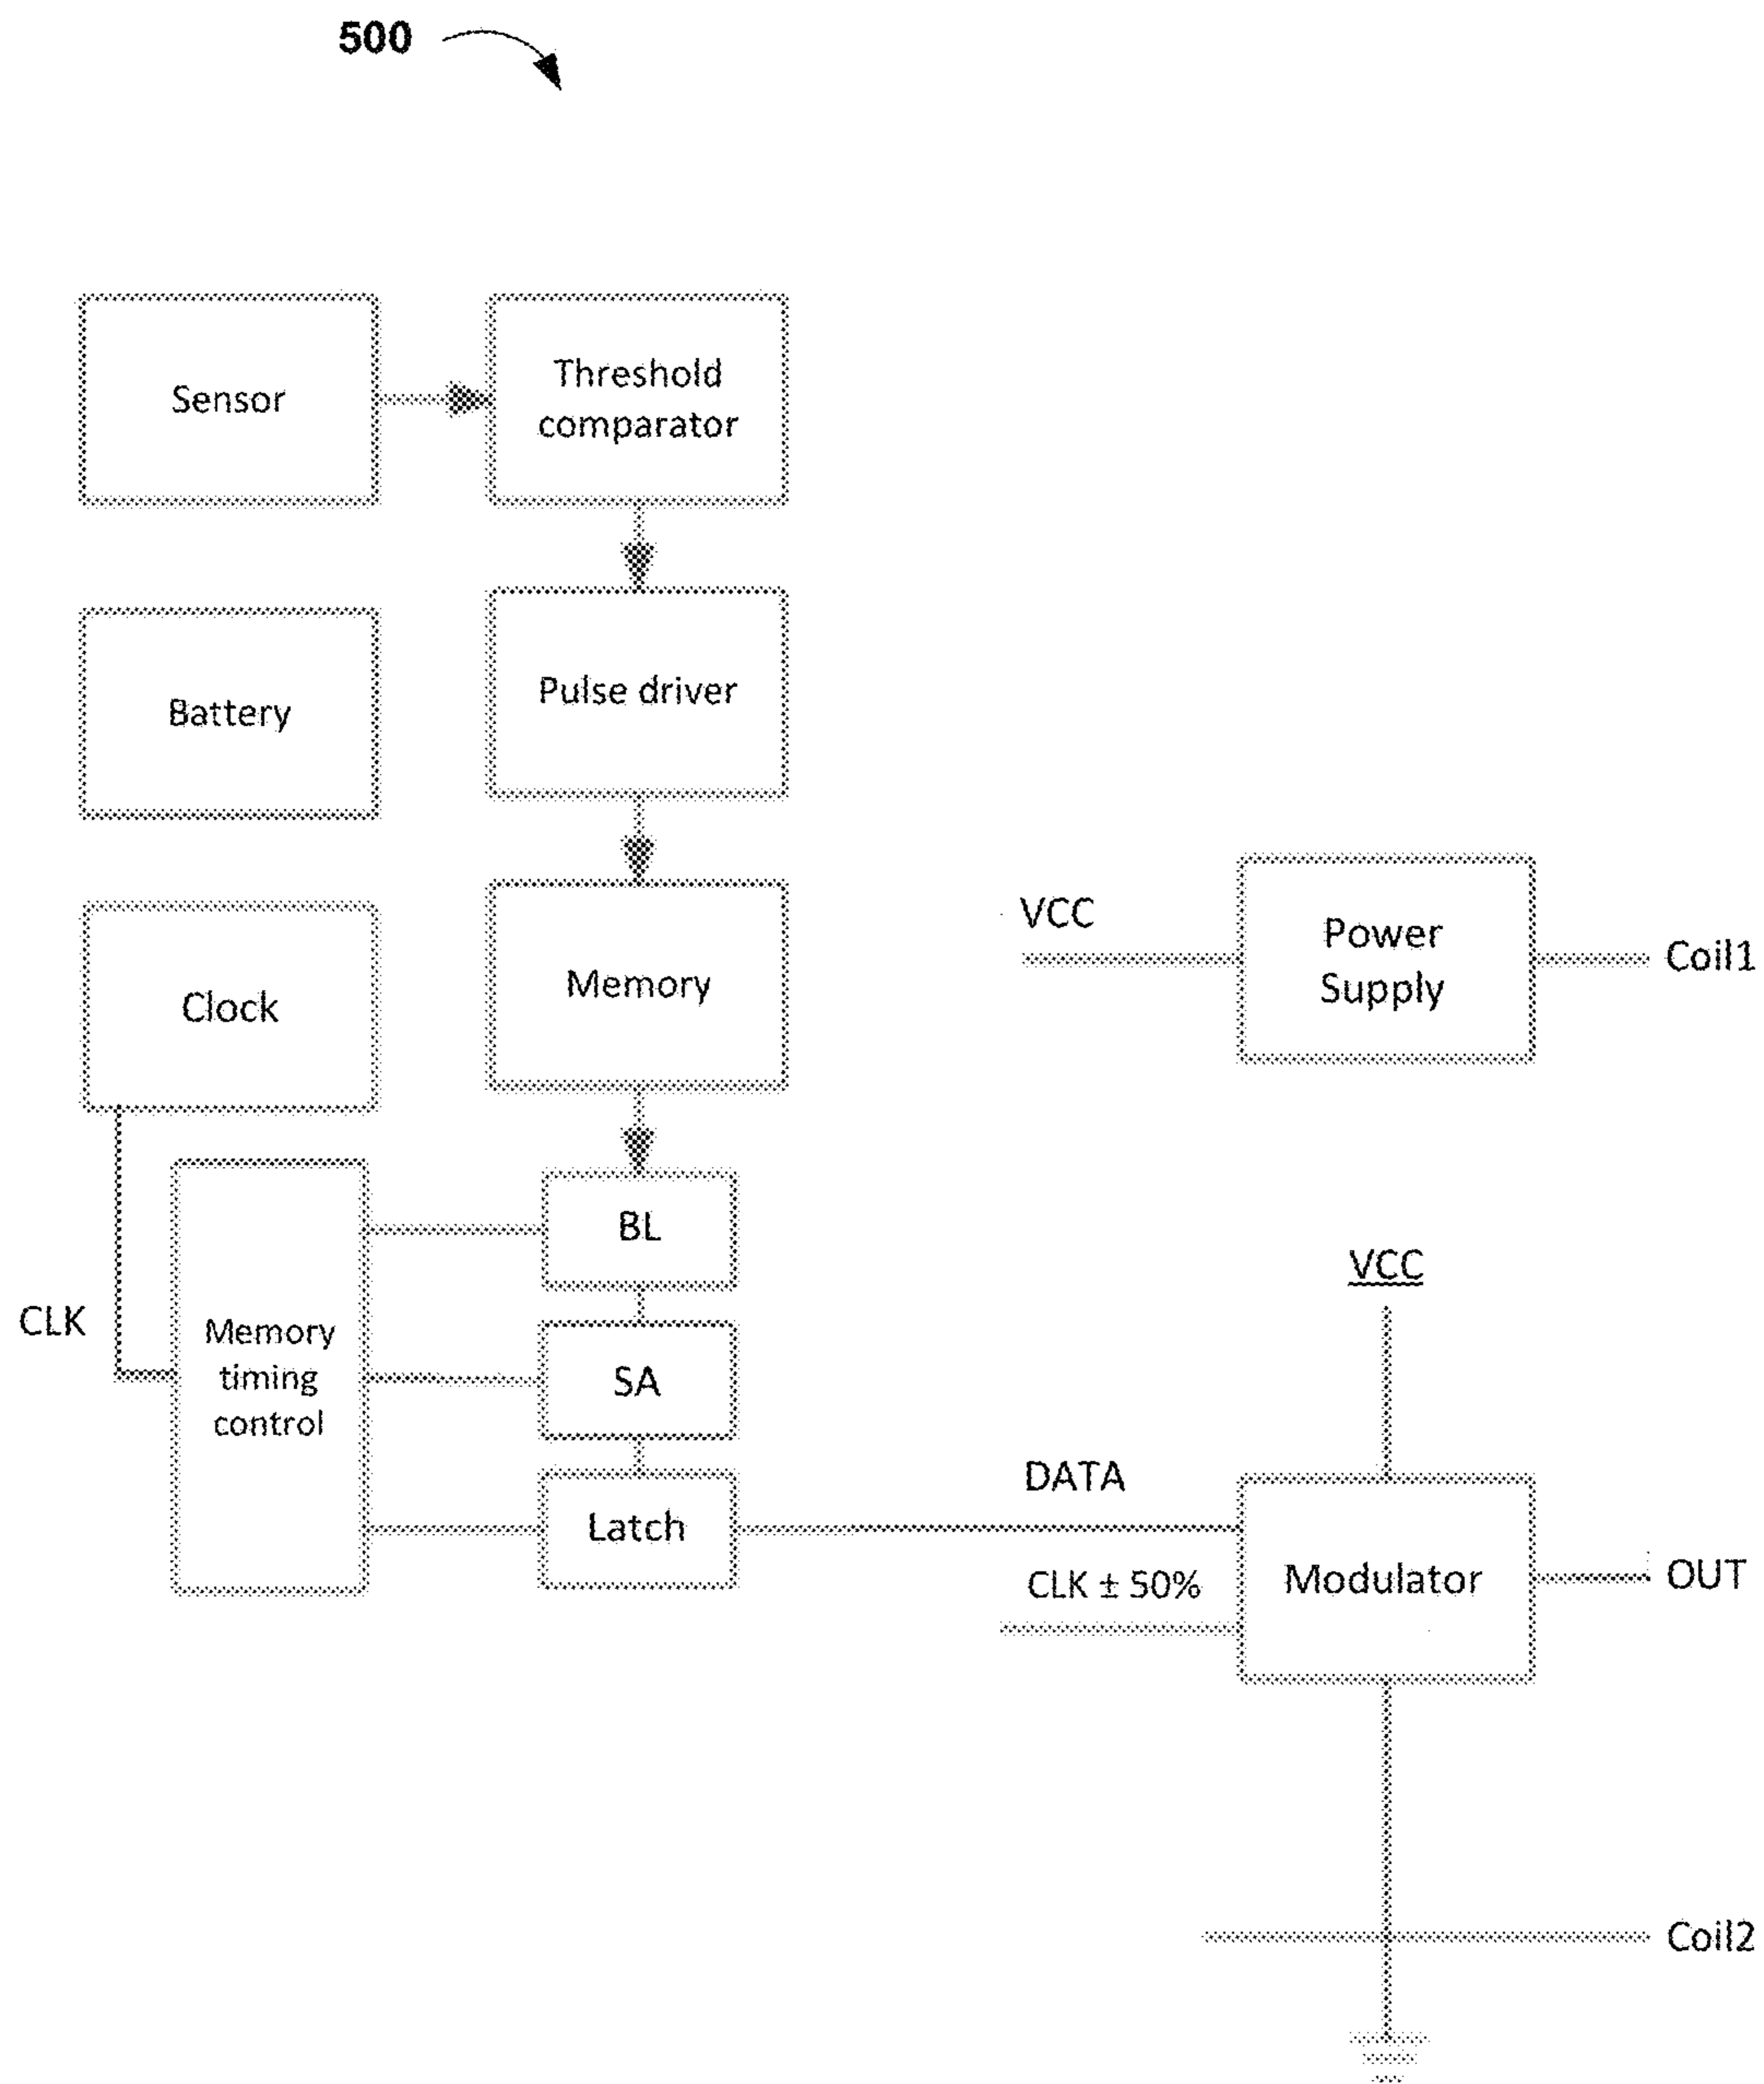 500
Sensor
Threshold
comparator
Battery
Pulse driver
Clock
Memory
VCC
Power
Supply
Coil1
CLK
Memory
timing
control
BL
SA
Latch
VCC
DATA
CLK ± 50%
Modulator
OUT
Coil2